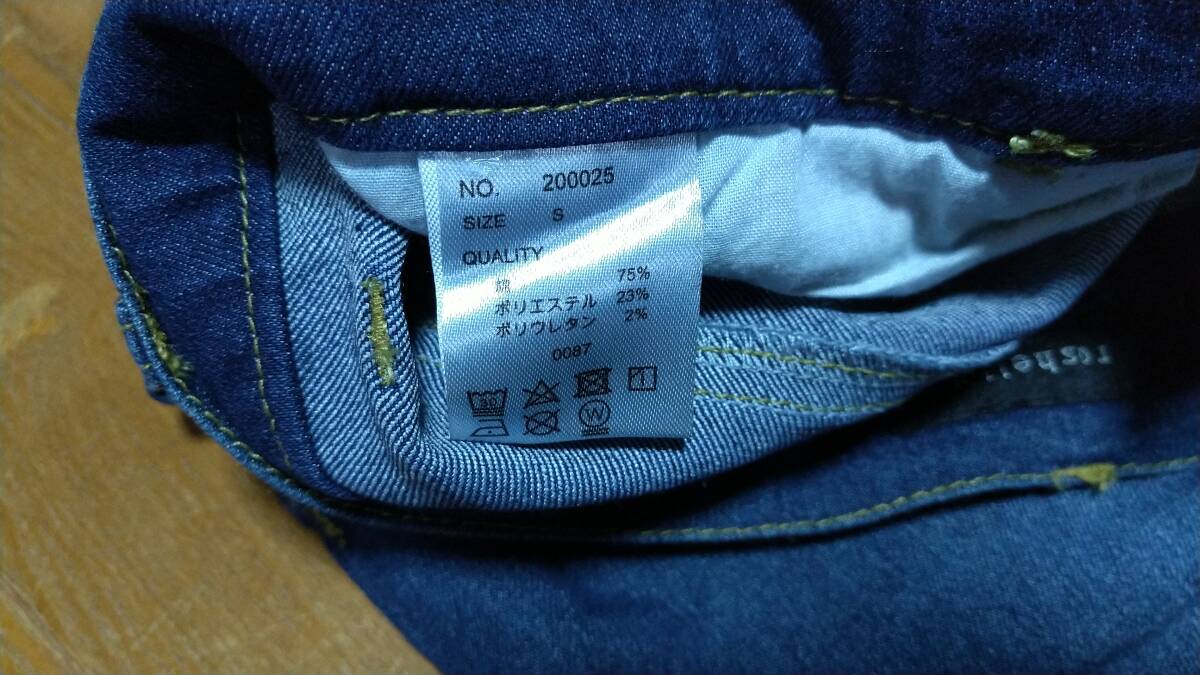 NO. 200025
SIZE S
QUALITY
綿 75%
ポリエステル 23%
ポリウレタン 2%
0087